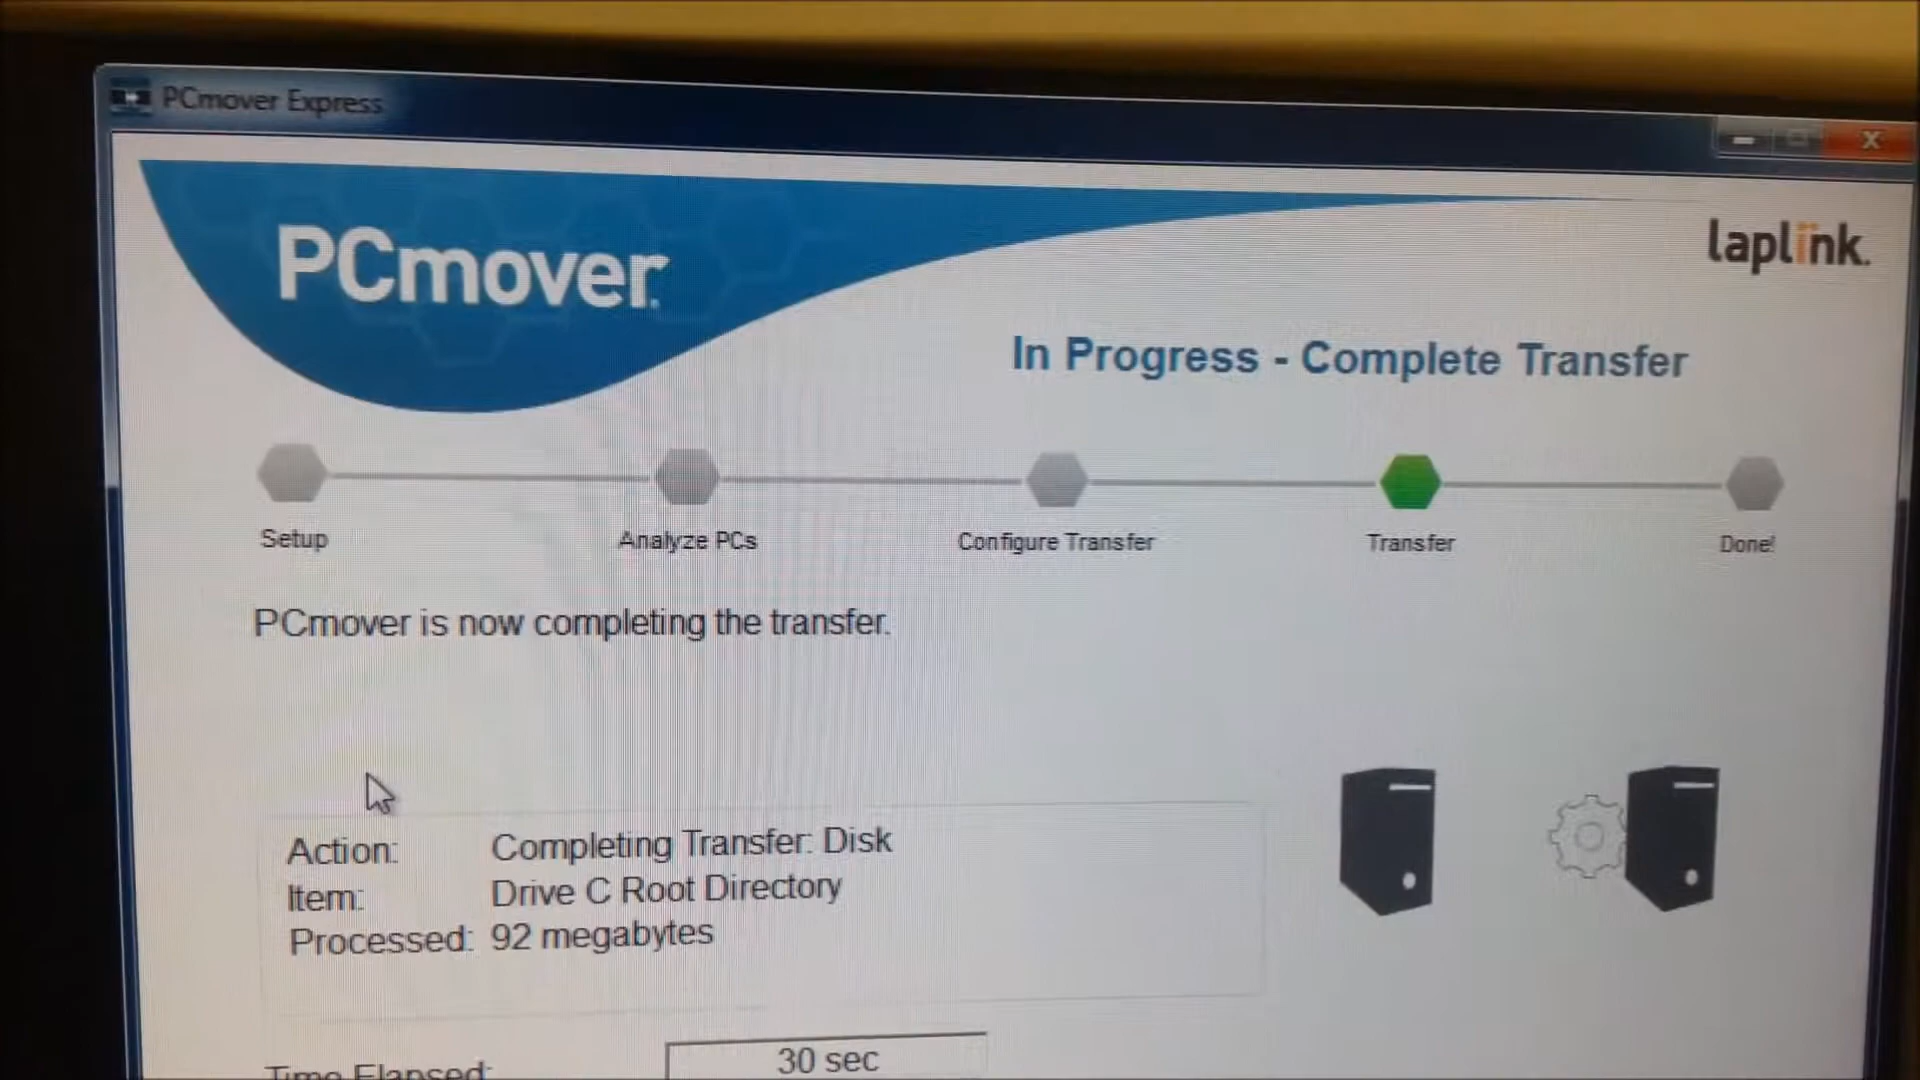 PCmover Express
PCmover.
laplink.
In Progress - Complete Transfer
Setup
Analyze PCs
Configure Transfer
Transfer
Done!
PCmover is now completing the transfer.
Action: Completing Transfer: Disk
Item: Drive C Root Directory
Processed: 92 megabytes
Time Elapsed: 30 sec